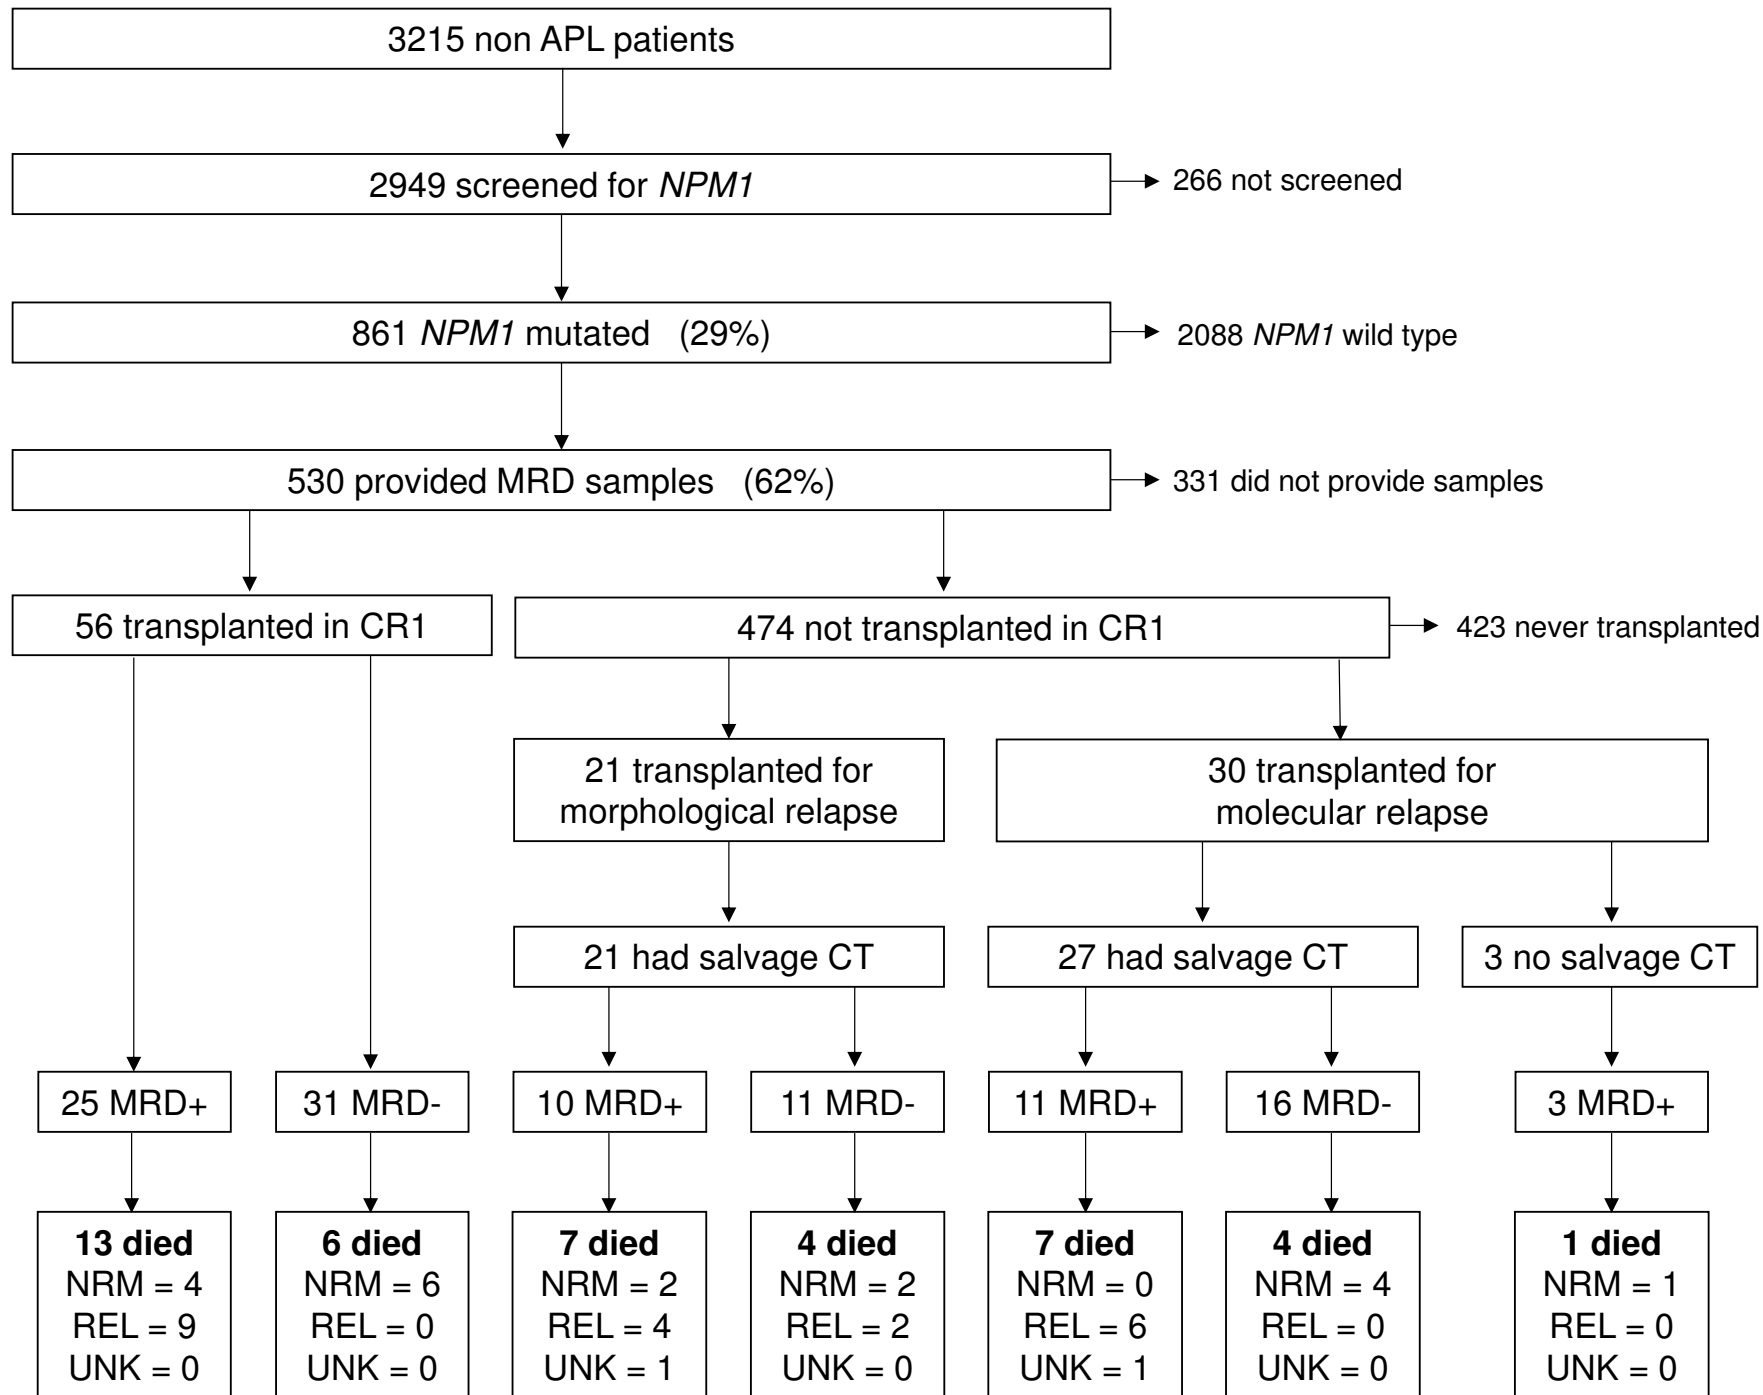 3215 non APL patients
2949 screened for NPM1
266 not screened
861 NPM1 mutated (29%)
2088 NPM1 wild type
530 provided MRD samples (62%)
331 did not provide samples
56 transplanted in CR1
474 not transplanted in CR1
423 never transplanted
21 transplanted for
morphological relapse
30 transplanted for
molecular relapse
21 had salvage CT
27 had salvage CT
3 no salvage CT
25 MRD+
31 MRD-
10 MRD+
11 MRD-
11 MRD+
16 MRD-
3 MRD+
13 died
NRM = 4
REL = 9
UNK = 0
6 died
NRM = 6
REL = 0
UNK = 0
7 died
NRM = 2
REL = 4
UNK = 1
4 died
NRM = 2
REL = 2
UNK = 0
7 died
NRM = 0
REL = 6
UNK = 1
4 died
NRM = 4
REL = 0
UNK = 0
1 died
NRM = 1
REL = 0
UNK = 0